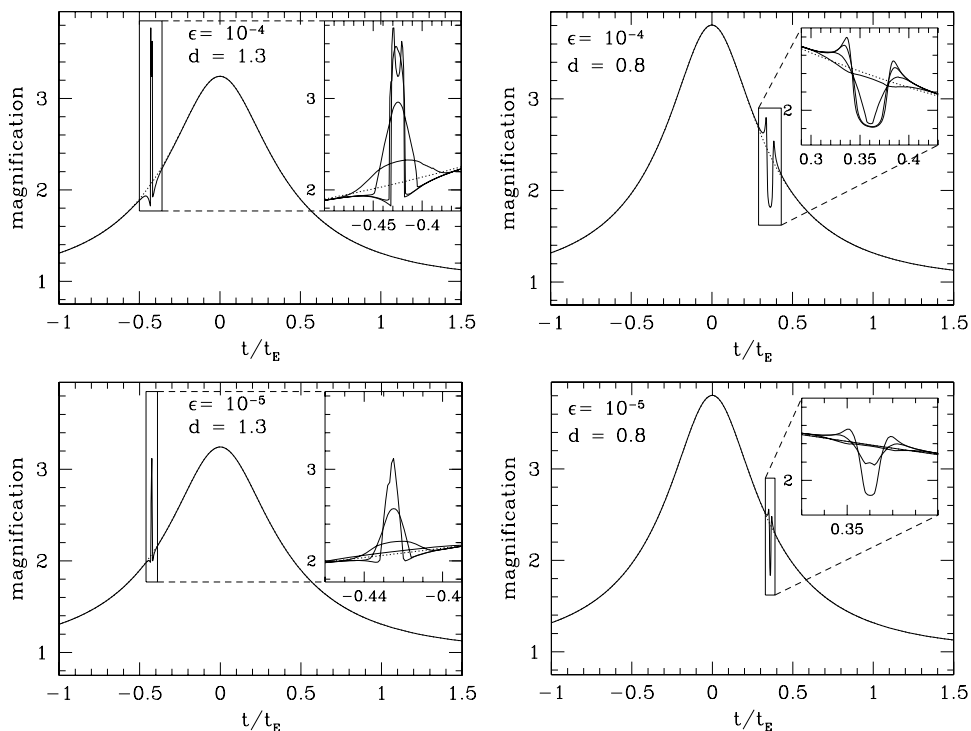 ϵ= 10⁻⁴
d = 1.3
magnification
3
2
1
3
2
−0.45 −0.4
−1 −0.5 0 0.5 1 1.5
t/t_E
ϵ= 10⁻⁴
d = 0.8
magnification
3
2
1
2
0.3 0.35 0.4
−1 −0.5 0 0.5 1 1.5
t/t_E
ϵ= 10⁻⁵
d = 1.3
magnification
3
2
1
3
2
−0.44 −0.4
−1 −0.5 0 0.5 1 1.5
t/t_E
ϵ= 10⁻⁵
d = 0.8
magnification
3
2
1
2
0.35
−1 −0.5 0 0.5 1 1.5
t/t_E